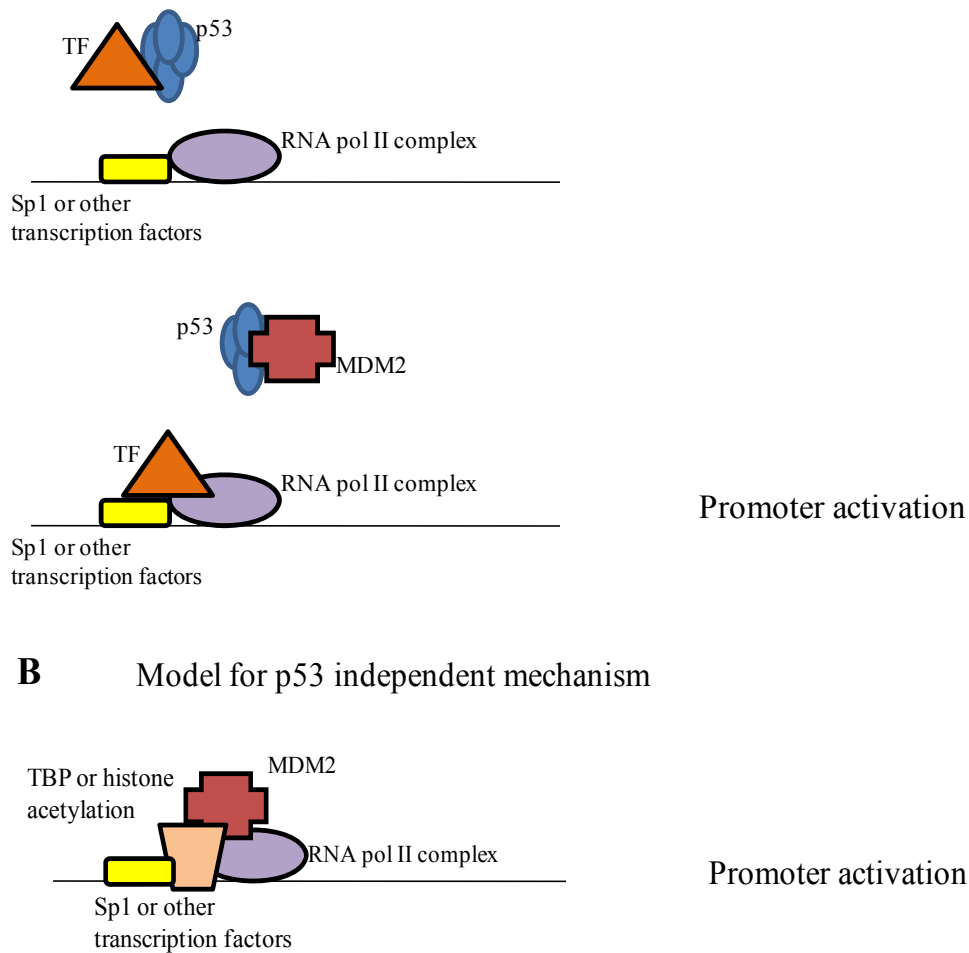 TF
p53
RNA pol II complex
Sp1 or other
transcription factors
p53
MDM2
TF
RNA pol II complex
Promoter activation
Sp1 or other
transcription factors
B Model for p53 independent mechanism
MDM2
TBP or histone
acetylation
RNA pol II complex
Promoter activation
Sp1 or other
transcription factors